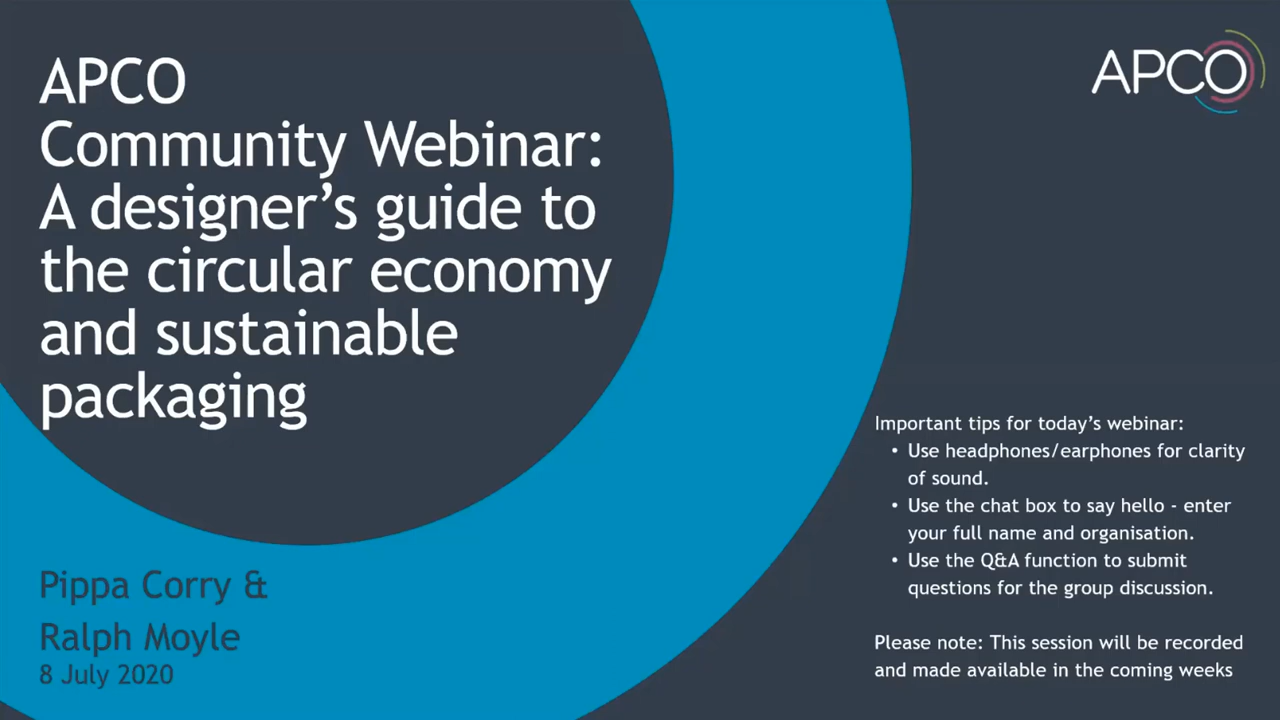 APCO
Community Webinar:
A designer's guide to
the circular economy
and sustainable
packaging
APCO
Important tips for today's webinar:
• Use headphones/earphones for clarity
of sound.
• Use the chat box to say hello - enter
your full name and organisation.
• Use the Q&A function to submit
questions for the group discussion.
Please note: This session will be recorded
and made available in the coming weeks
Pippa Corry &
Ralph Moyle
8 July 2020